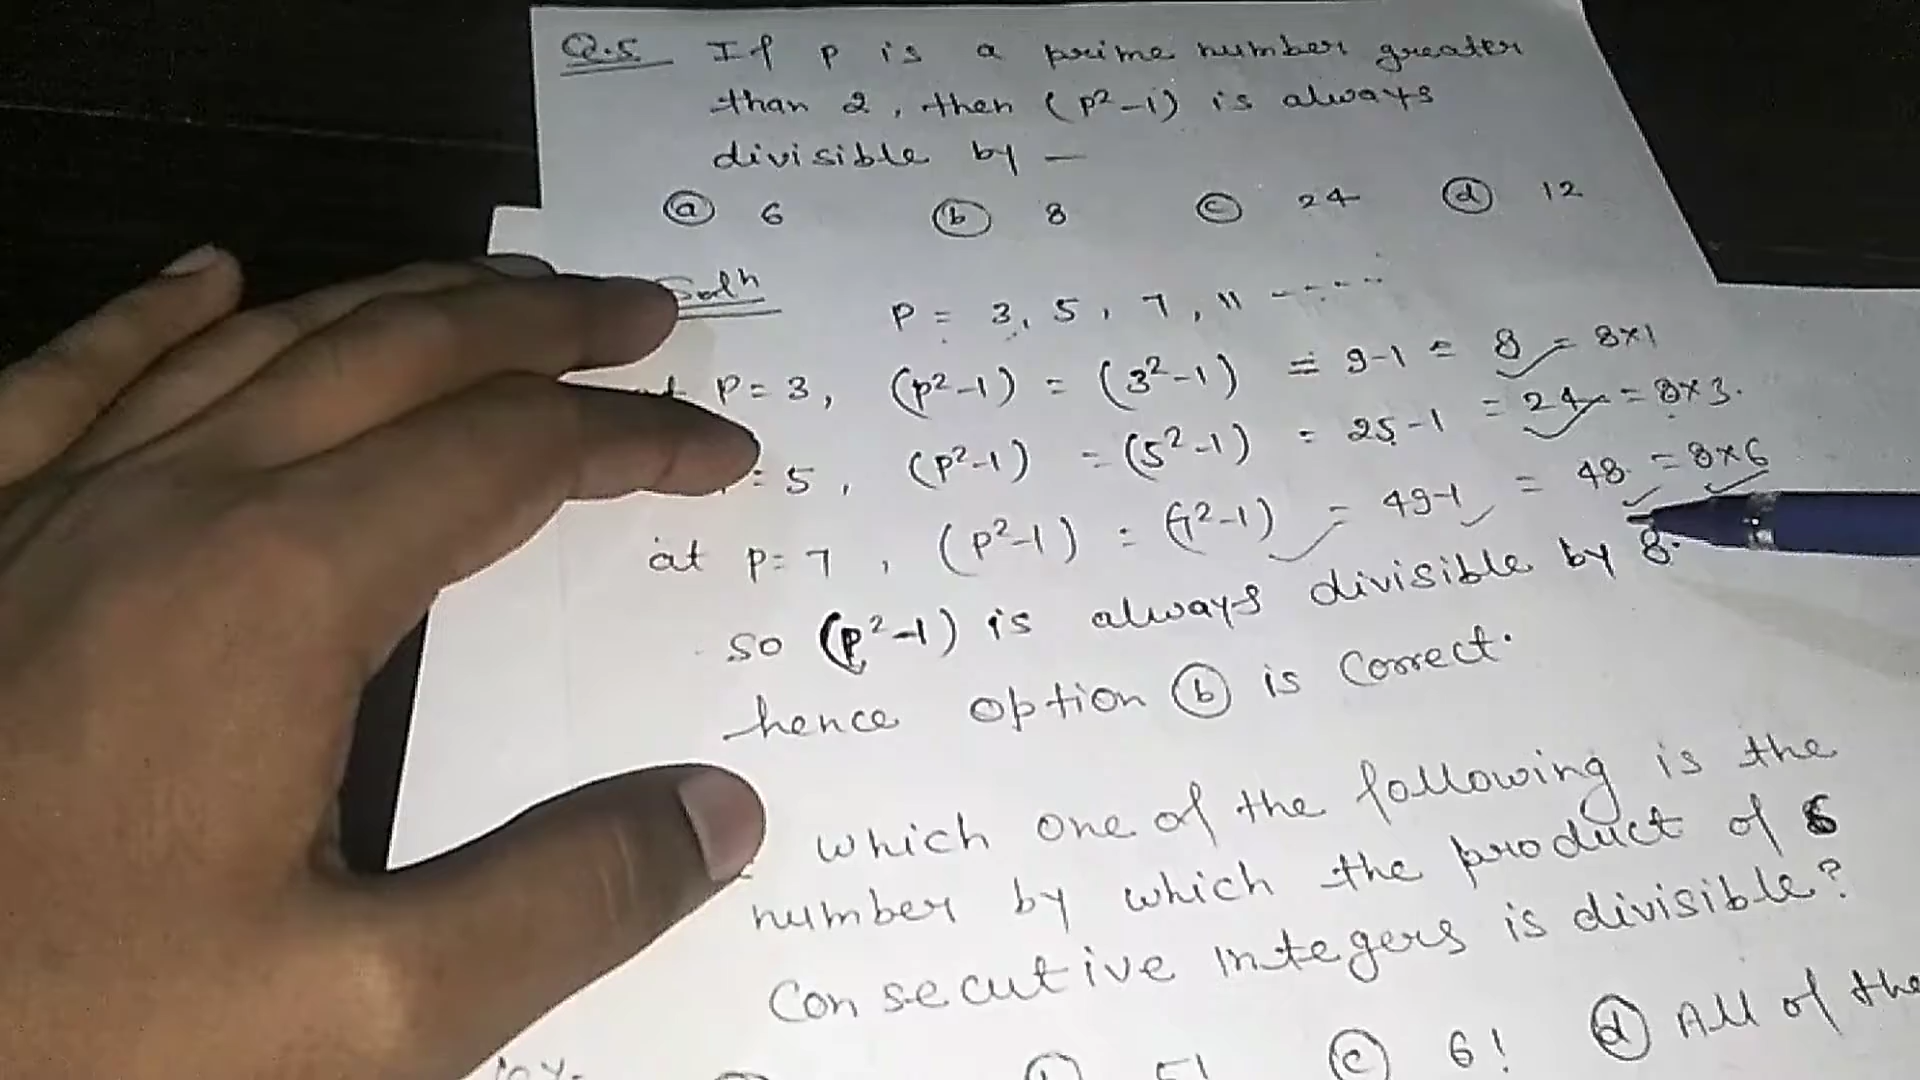 Q.5 If P is a prime number greater
than 2, then (p²-1) is always
divisible by —
(a) 6 (b) 8 (c) 24 (d) 12
Solⁿ
P = 3, 5, 7, 11 -----
P=3, (p²-1) = (3²-1) = 9-1 = 8 = 8×1
=5, (p²-1) = (5²-1) = 25-1 = 24 = 8×3.
at p=7, (p²-1) = (7²-1) = 49-1 = 48 = 8×6
so (p²-1) is always divisible by 8.
hence option (b) is correct.
which one of the following is the
number by which the product of
Consecutive integers is divisible?
5! (c) 6! (d) All of the